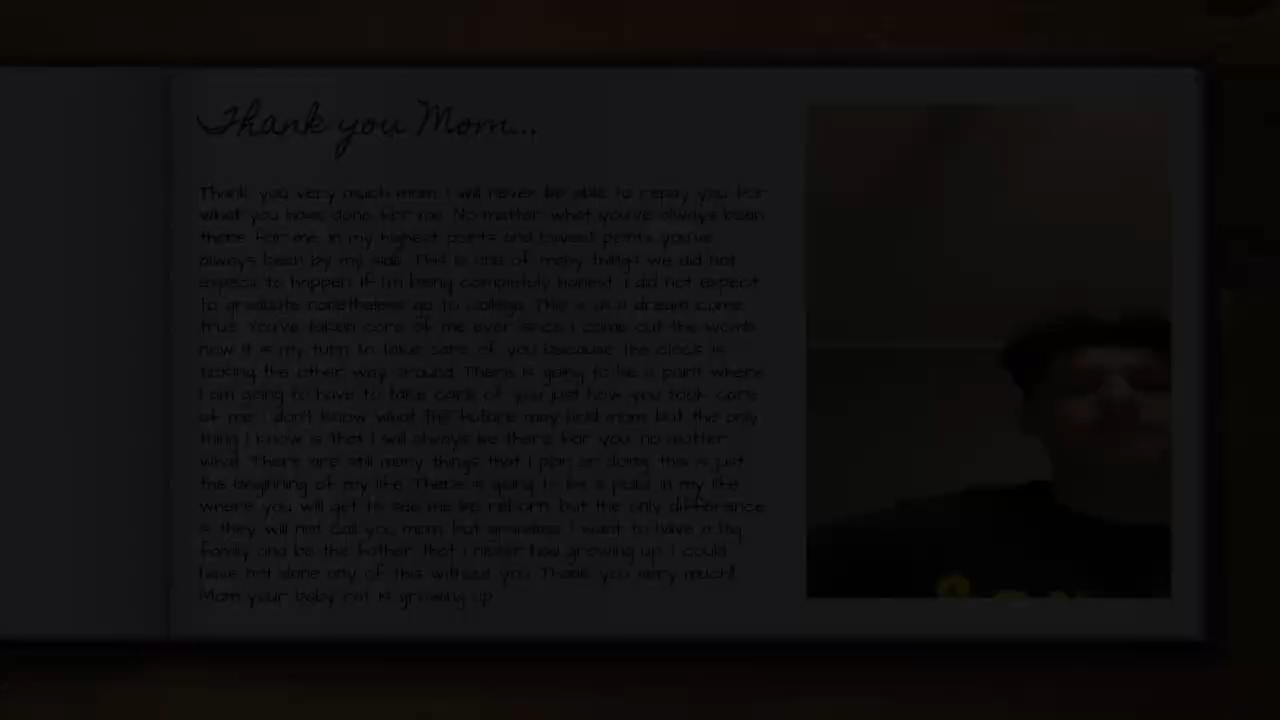 Thank you Mom...
Thank you very much mom. I will never be able to repay you for
what you have done for me. No matter what you've always been
there for me, in my highest points and lowest points you've
always been by my side. This is one of many things we did not
expect to happen if I'm being completely honest. I did not expect
to graduate nonetheless go to college. This is as a dream come
true. You've taken care of me ever since I came out the womb
now it is my turn to take care of you because the clock is
ticking the other way around. There is going to be a point where
I am going to have to take care of you just how you took care
of me. I don't know what the future may hold mom but the only
thing I know is that I will always be there for you, no matter
what. There are still many things that I plan on doing, this is just
the beginning of my life. There is going to be a point in my life
where you will get to see me be reborn, but the only difference
is they will not call you mom, but grandma. I want to have a big
family and be the father that I never had growing up. I could
have not done any of this without you. Thank you very much!!
Mom your baby is growing up